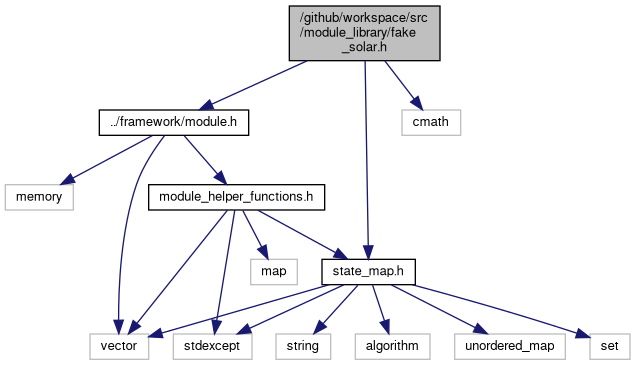 /github/workspace/src
/module_library/fake
_solar.h
../framework/module.h
cmath
memory
module_helper_functions.h
map
state_map.h
vector
stdexcept
string
algorithm
unordered_map
set